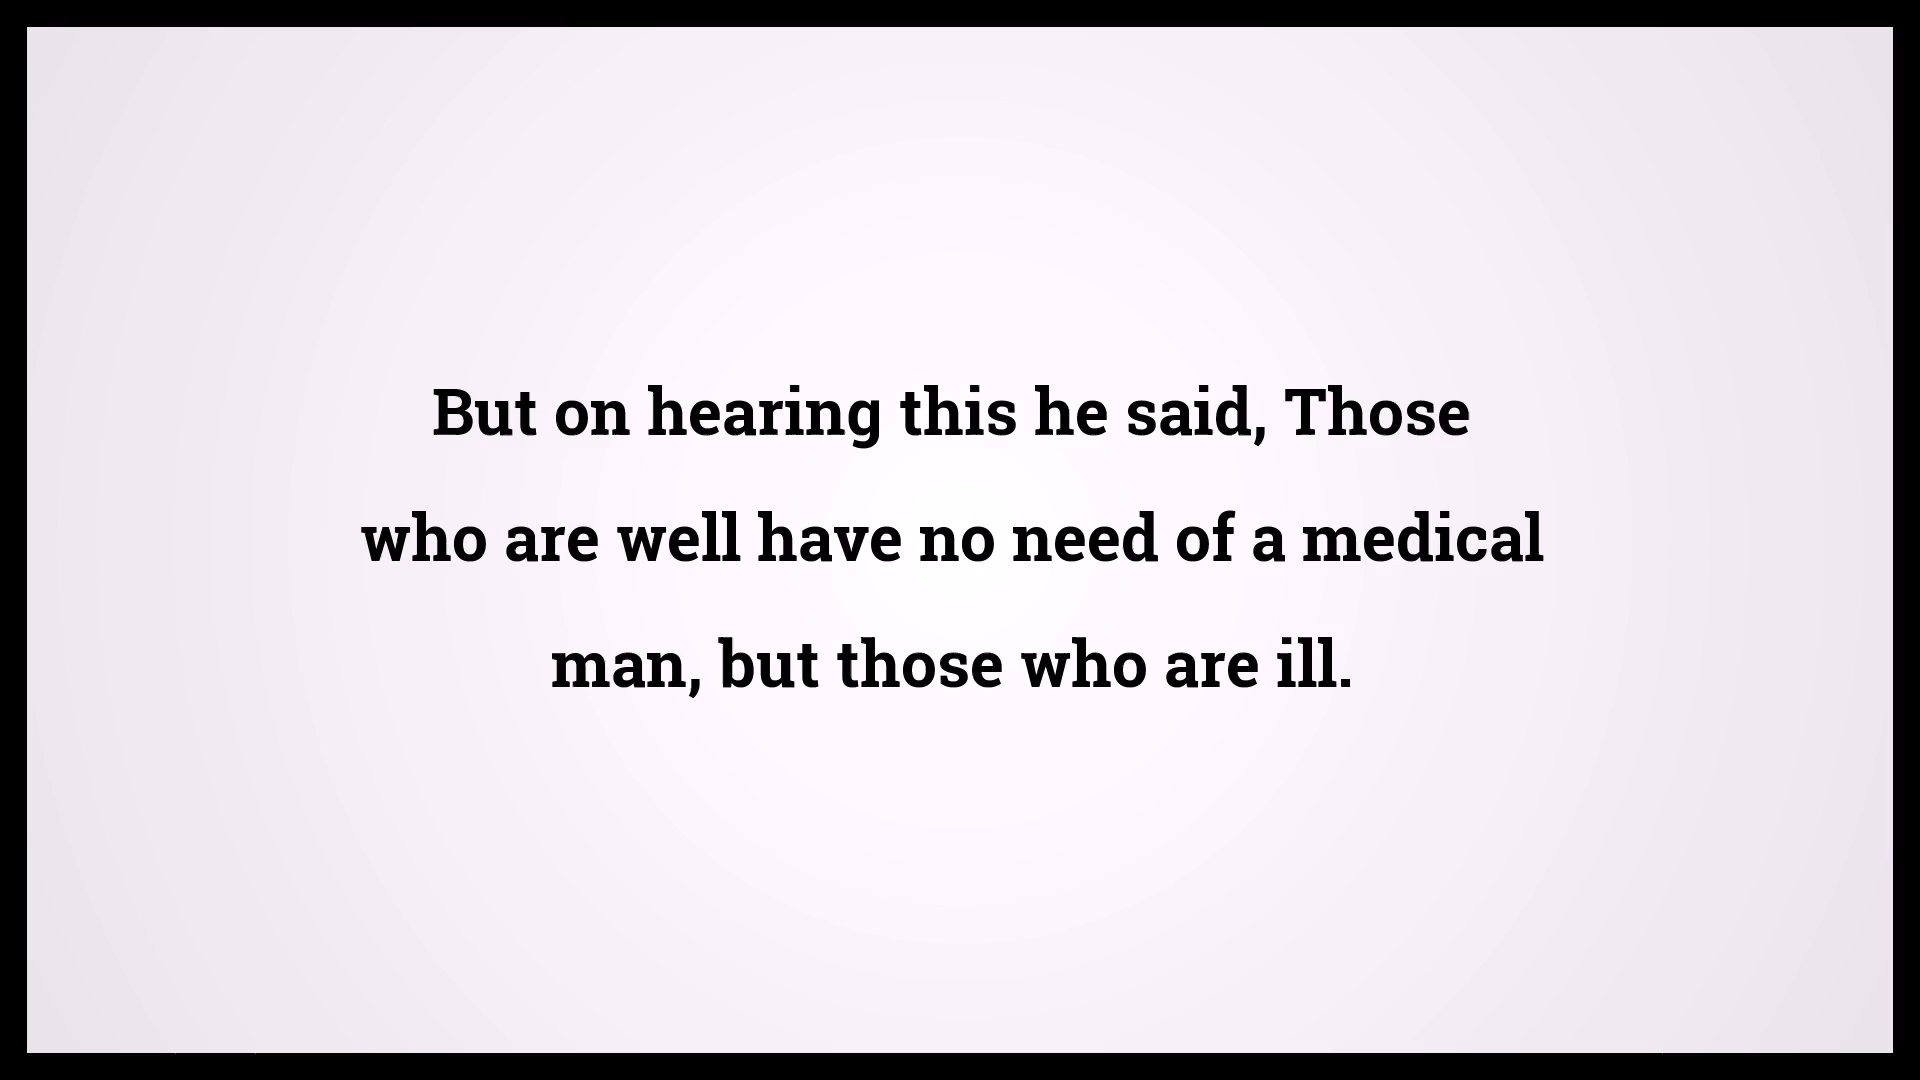 But on hearing this he said, Those
who are well have no need of a medical
man, but those who are ill.